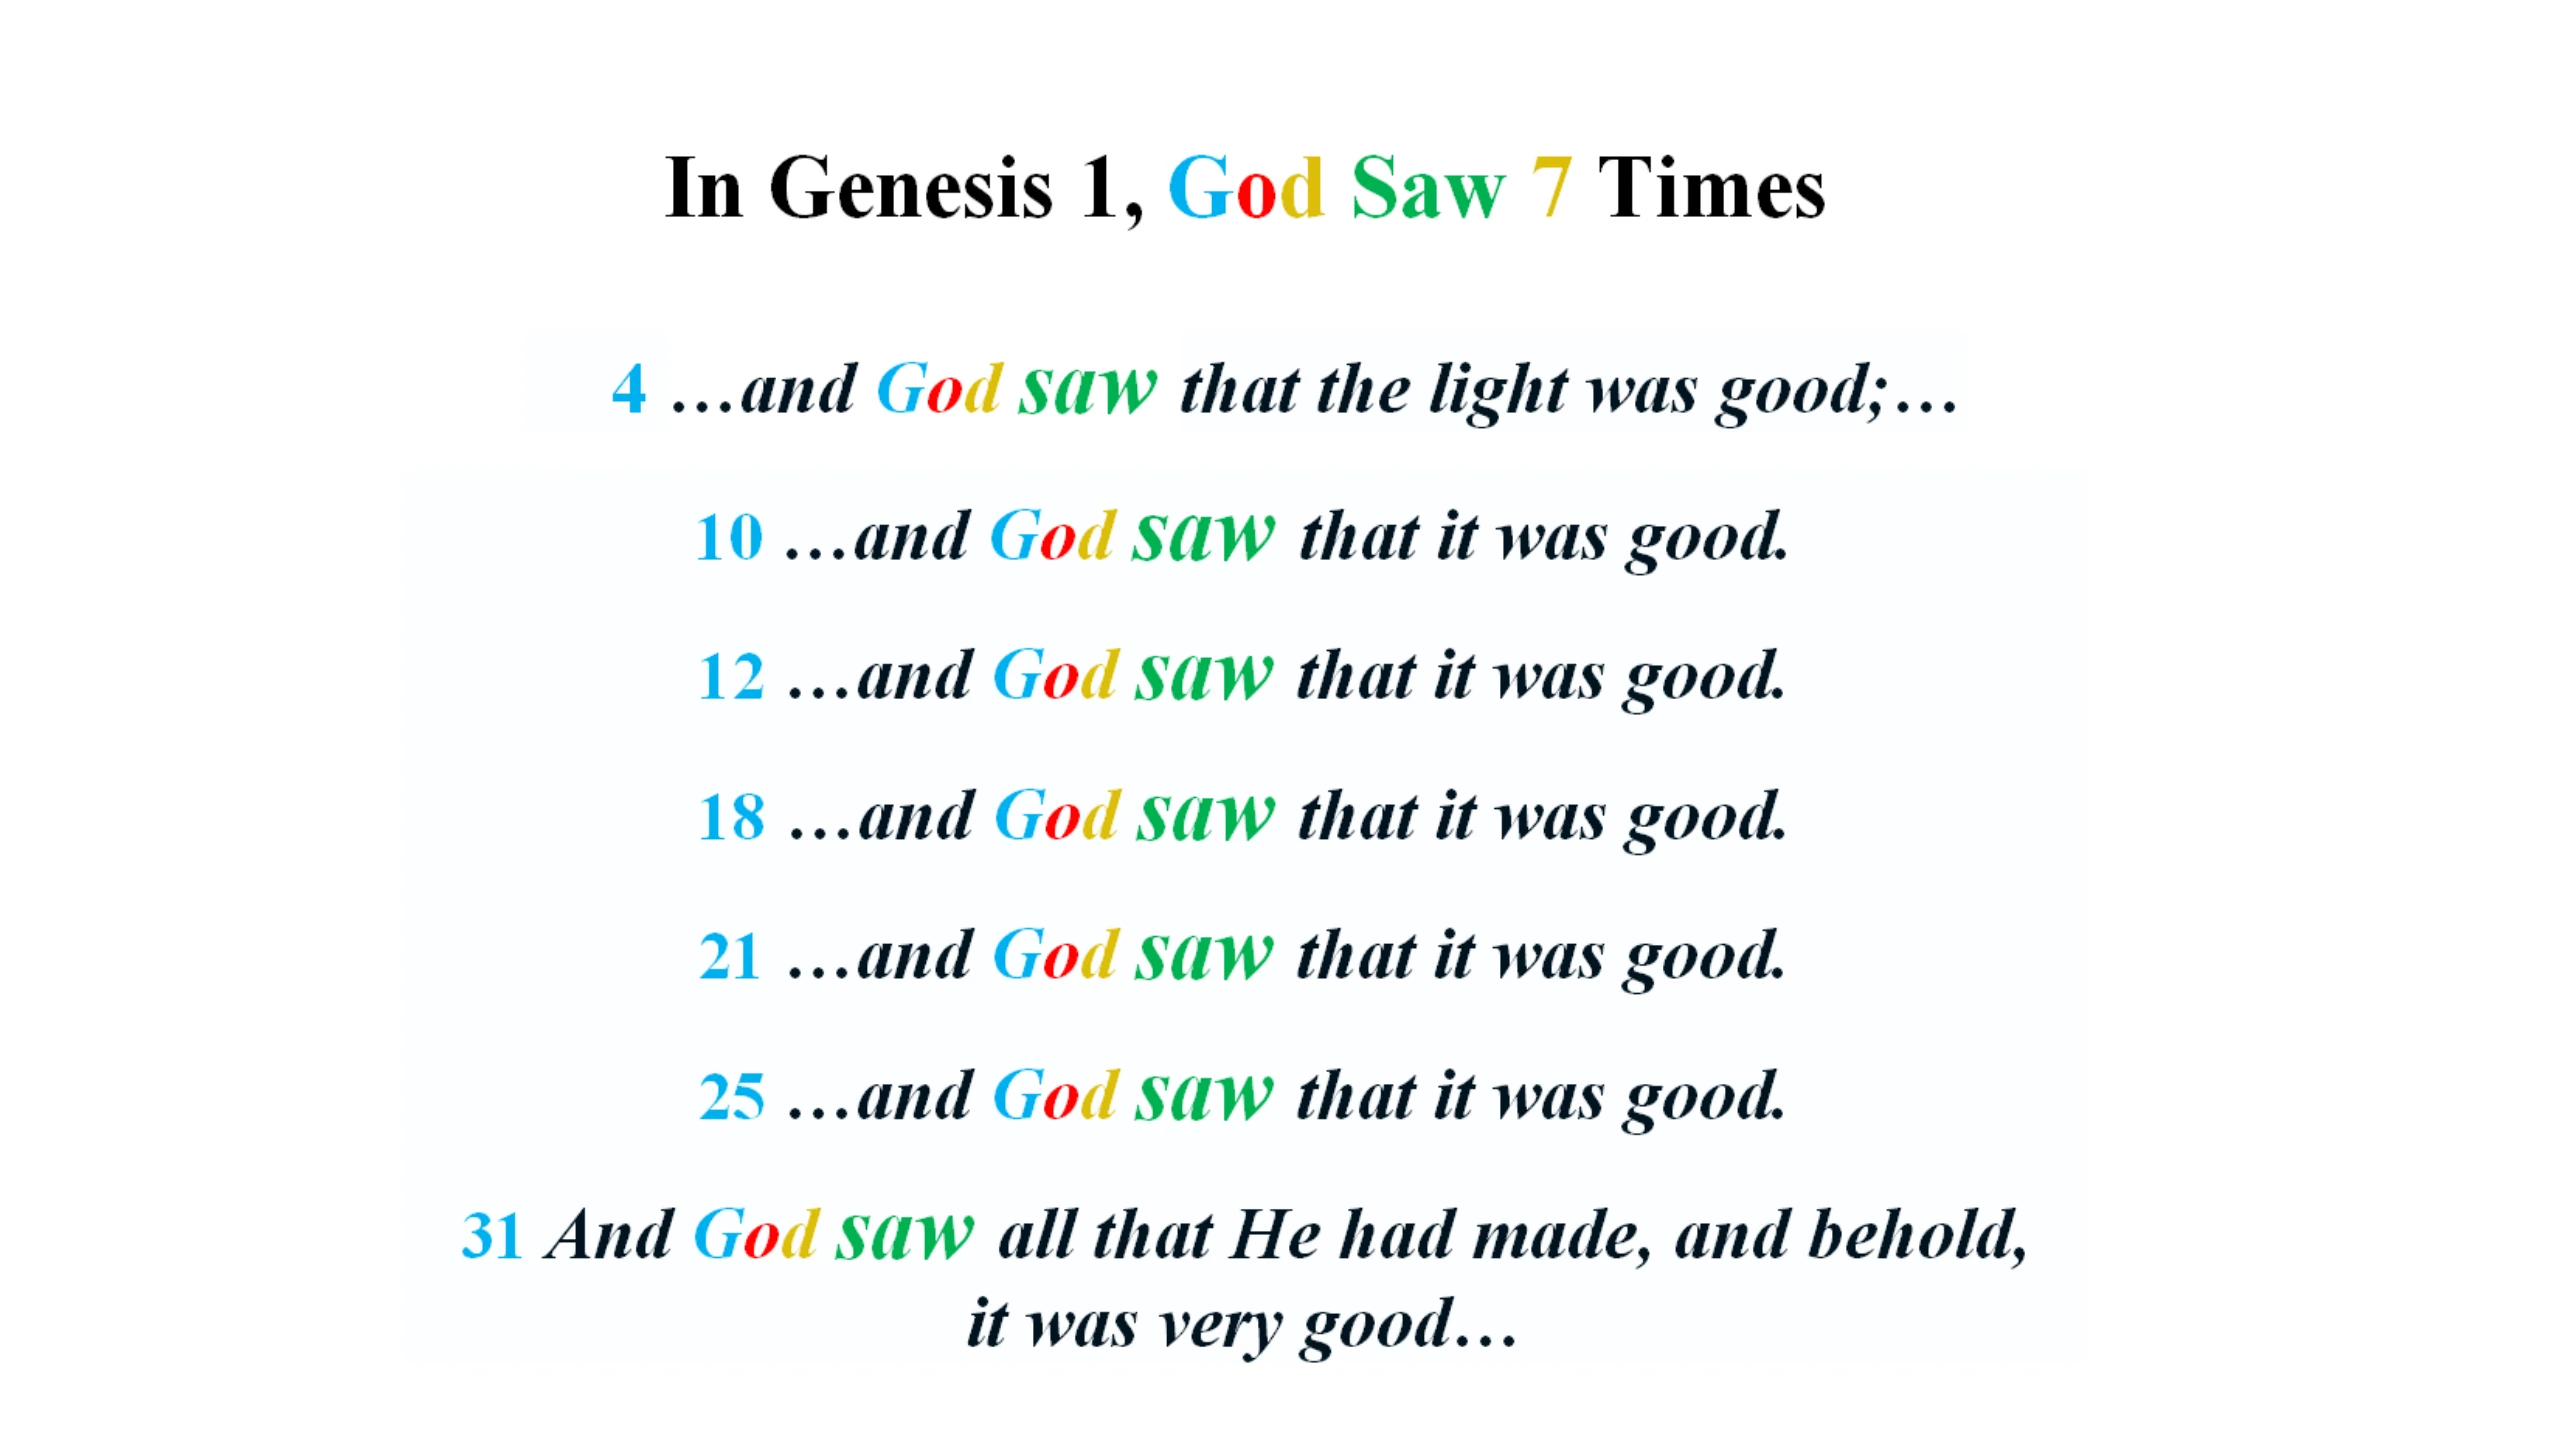 In Genesis 1, God Saw 7 Times
4 …and God saw that the light was good;…
10 …and God saw that it was good.
12 …and God saw that it was good.
18 …and God saw that it was good.
21 …and God saw that it was good.
25 …and God saw that it was good.
31 And God saw all that He had made, and behold,
it was very good…